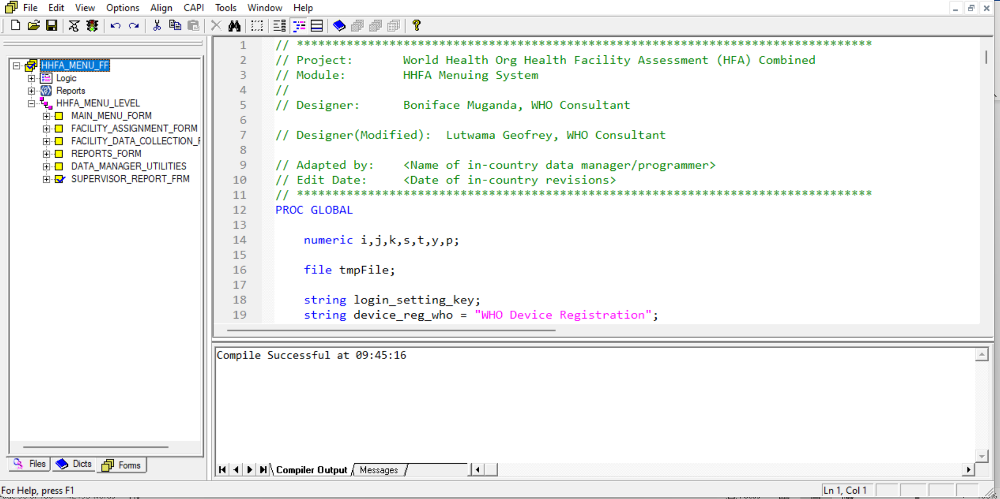 File Edit View Options Align CAPI Tools Window Help
HHFA_MENU_FF
Logic
Reports
HHFA_MENU_LEVEL
MAIN_MENU_FORM
FACILITY_ASSIGNMENT_FORM
FACILITY_DATA_COLLECTION_F
REPORTS_FORM
DATA_MANAGER_UTILITIES
SUPERVISOR_REPORT_FRM
Files Dicts Forms
1 // *********************************************************************************
2 // Project: World Health Org Health Facility Assessment (HFA) Combined
3 // Module: HHFA Menuing System
4 //
5 // Designer: Boniface Muganda, WHO Consultant
6
7 // Designer(Modified): Lutwama Geofrey, WHO Consultant
8
9 // Adapted by: <Name of in-country data manager/programmer>
10 // Edit Date: <Date of in-country revisions>
11 // *********************************************************************************
12 PROC GLOBAL
13
14 numeric i,j,k,s,t,y,p;
15
16 file tmpFile;
17
18 string login_setting_key;
19 string device_reg_who = "WHO Device Registration";
Compile Successful at 09:45:16
Compiler Output Messages
For Help, press F1 Ln 1, Col 1